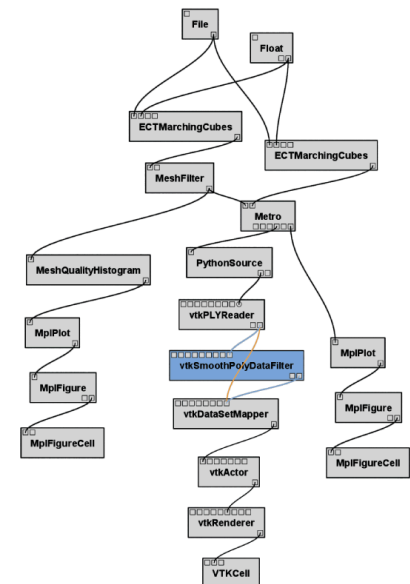 File
Float
ECTMarchingCubes
ECTMarchingCubes
MeshFilter
Metro
MeshQualityHistogram
PythonSource
vtkPLYReader
MplPlot
MplPlot
vtkSmoothPolyDataFilter
MplFigure
vtkDataSetMapper
MplFigure
MplFigureCell
MplFigureCell
vtkActor
vtkRenderer
VTKCell